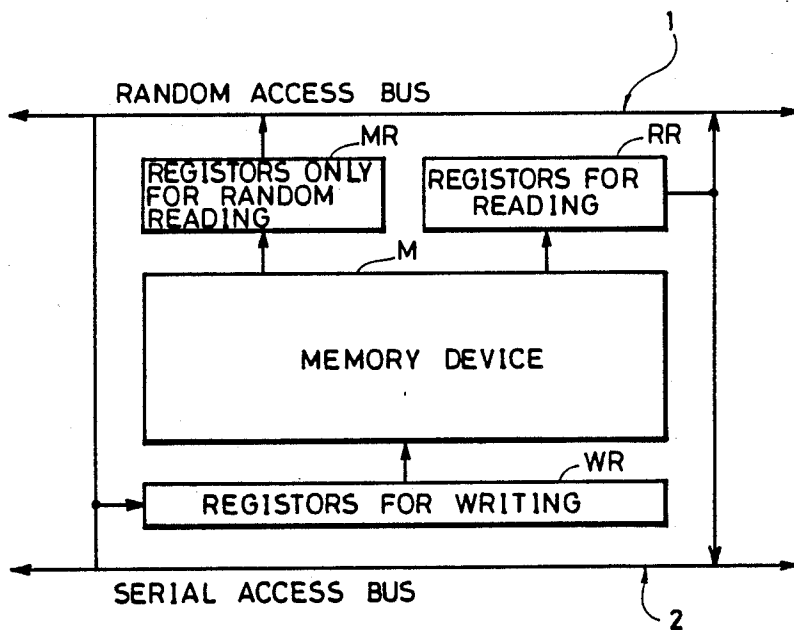 1
RANDOM ACCESS BUS
MR
RR
REGISTORS ONLY
FOR RANDOM
READING
REGISTORS FOR
READING
M
MEMORY DEVICE
WR
REGISTORS FOR WRITING
SERIAL ACCESS BUS
2